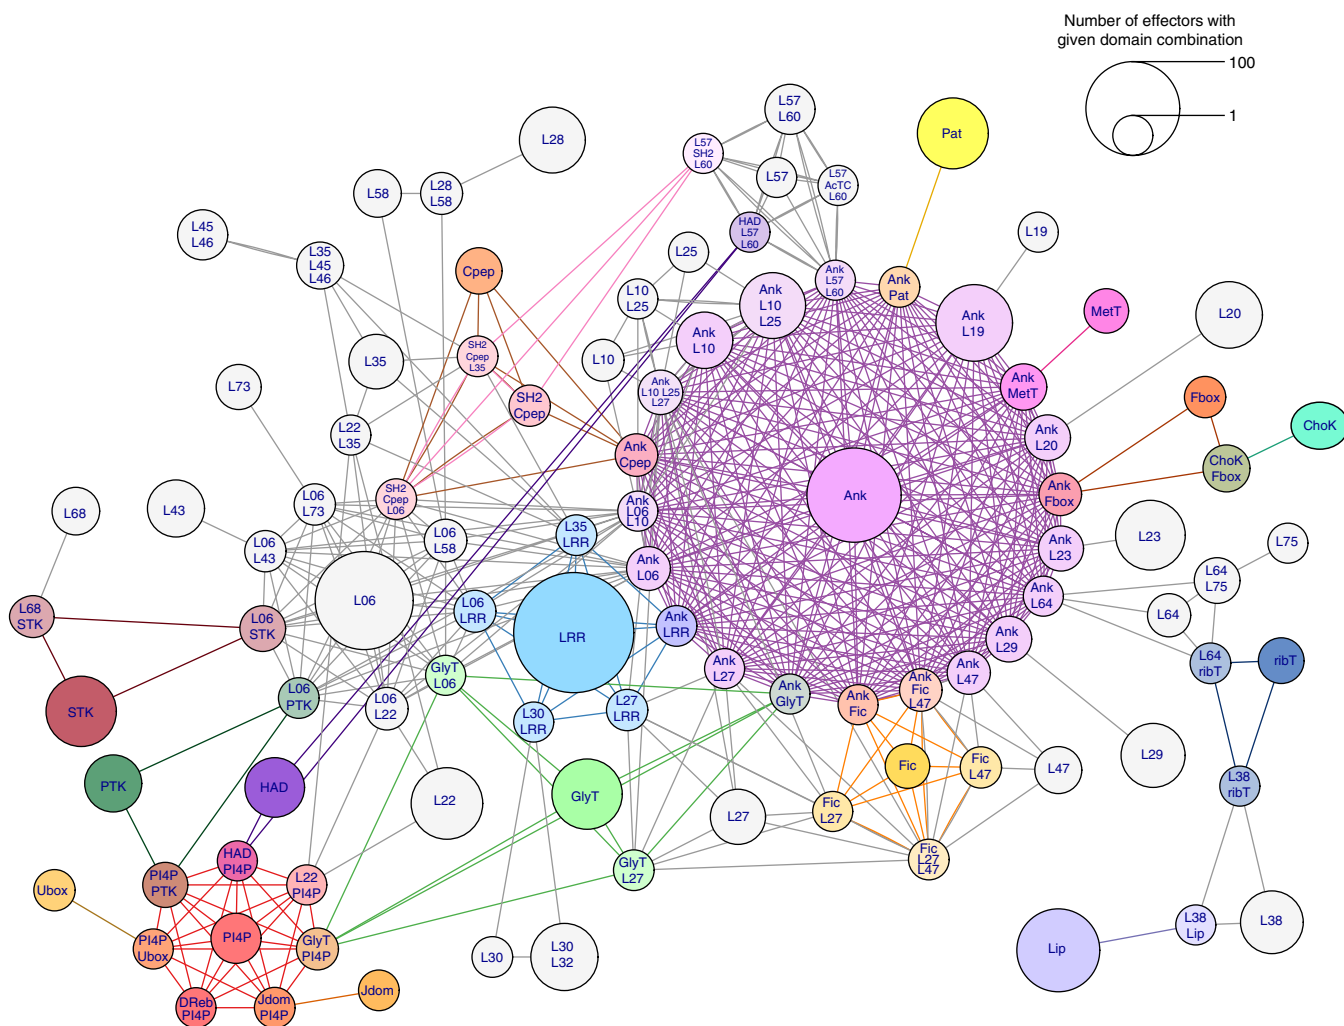 Number of effectors with
given domain combination
100
1
L57
L60
Pat
L28
L57
SH2
L60
L57
L57
AcTC
L60
L58
L28
L58
L45
L46
HAD
L57
L60
L19
L35
L45
L46
L25
Cpep
Ank
L57
L60
Ank
Pat
L10
L25
Ank
L10
L25
Ank
L19
MetT
L20
Ank
L10
SH2
Cpep
L35
L35
L10
L73
Ank
L10 L25
L27
Ank
MetT
Fbox
SH2
Cpep
ChoK
L22
L35
Ank
L20
Ank
Cpep
ChoK
Fbox
L68
L43
L06
L73
SH2
Cpep
L06
Ank
Ank
Fbox
Ank
L06
L10
L06
L43
L06
L58
L35
LRR
Ank
L23
L23
L75
Ank
L06
L64
L75
L06
Ank
L64
L68
STK
L06
STK
L06
LRR
LRR
Ank
LRR
L64
Ank
L29
L64
ribT
ribT
GlyT
L06
Ank
L27
Ank
L47
STK
L06
PTK
L06
L22
L30
LRR
L27
LRR
Ank
GlyT
Ank
Fic
Ank
Fic
L47
L29
PTK
HAD
GlyT
L22
Fic
Fic
L47
L47
L38
ribT
L27
Fic
L27
HAD
PI4P
GlyT
L27
Fic
L27
L47
Ubox
PI4P
PTK
L22
PI4P
PI4P
PI4P
Ubox
GlyT
PI4P
L30
L30
L32
Lip
L38
Lip
L38
DReb
PI4P
Jdom
PI4P
Jdom